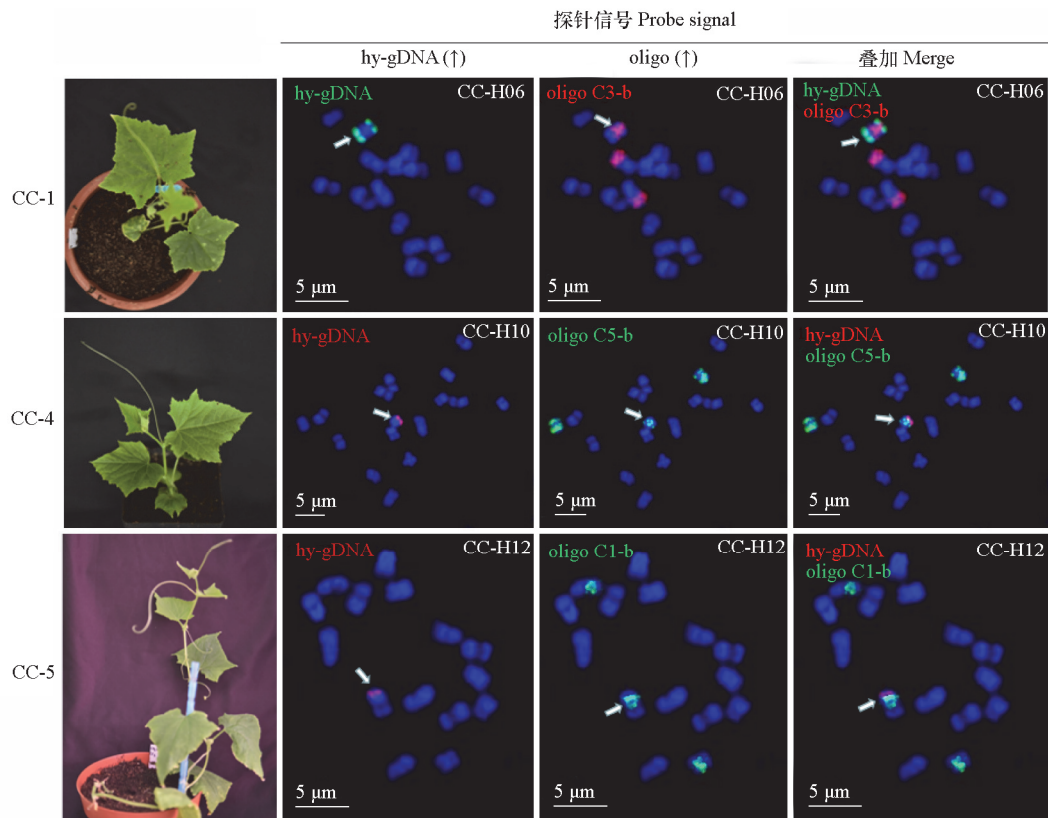 探针信号 Probe signal
hy-gDNA (↑)
oligo (↑)
叠加 Merge
CC-1
hy-gDNA
CC-H06
5 μm
oligo C3-b
CC-H06
5 μm
hy-gDNA
CC-H06
oligo C3-b
5 μm
CC-4
hy-gDNA
CC-H10
5 μm
oligo C5-b
CC-H10
5 μm
hy-gDNA
CC-H10
oligo C5-b
5 μm
CC-5
hy-gDNA
CC-H12
5 μm
oligo C1-b
CC-H12
5 μm
hy-gDNA
CC-H12
oligo C1-b
5 μm